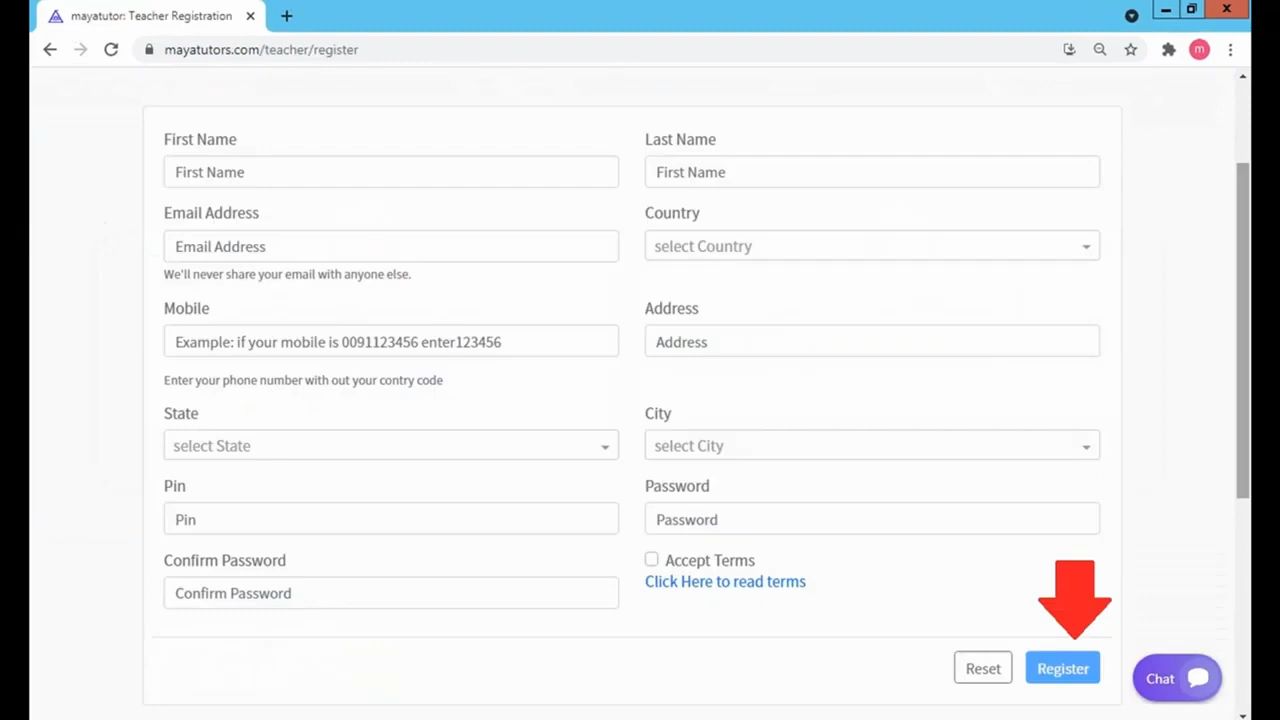 mayatutor: Teacher Registration
mayatutors.com/teacher/register
m
First Name
Last Name
First Name
First Name
Email Address
Country
Email Address
select Country
We'll never share your email with anyone else.
Mobile
Address
Example: if your mobile is 0091123456 enter123456
Address
Enter your phone number with out your contry code
State
City
select State
select City
Pin
Password
Pin
Password
Confirm Password
Accept Terms
Click Here to read terms
Confirm Password
Reset
Register
Chat